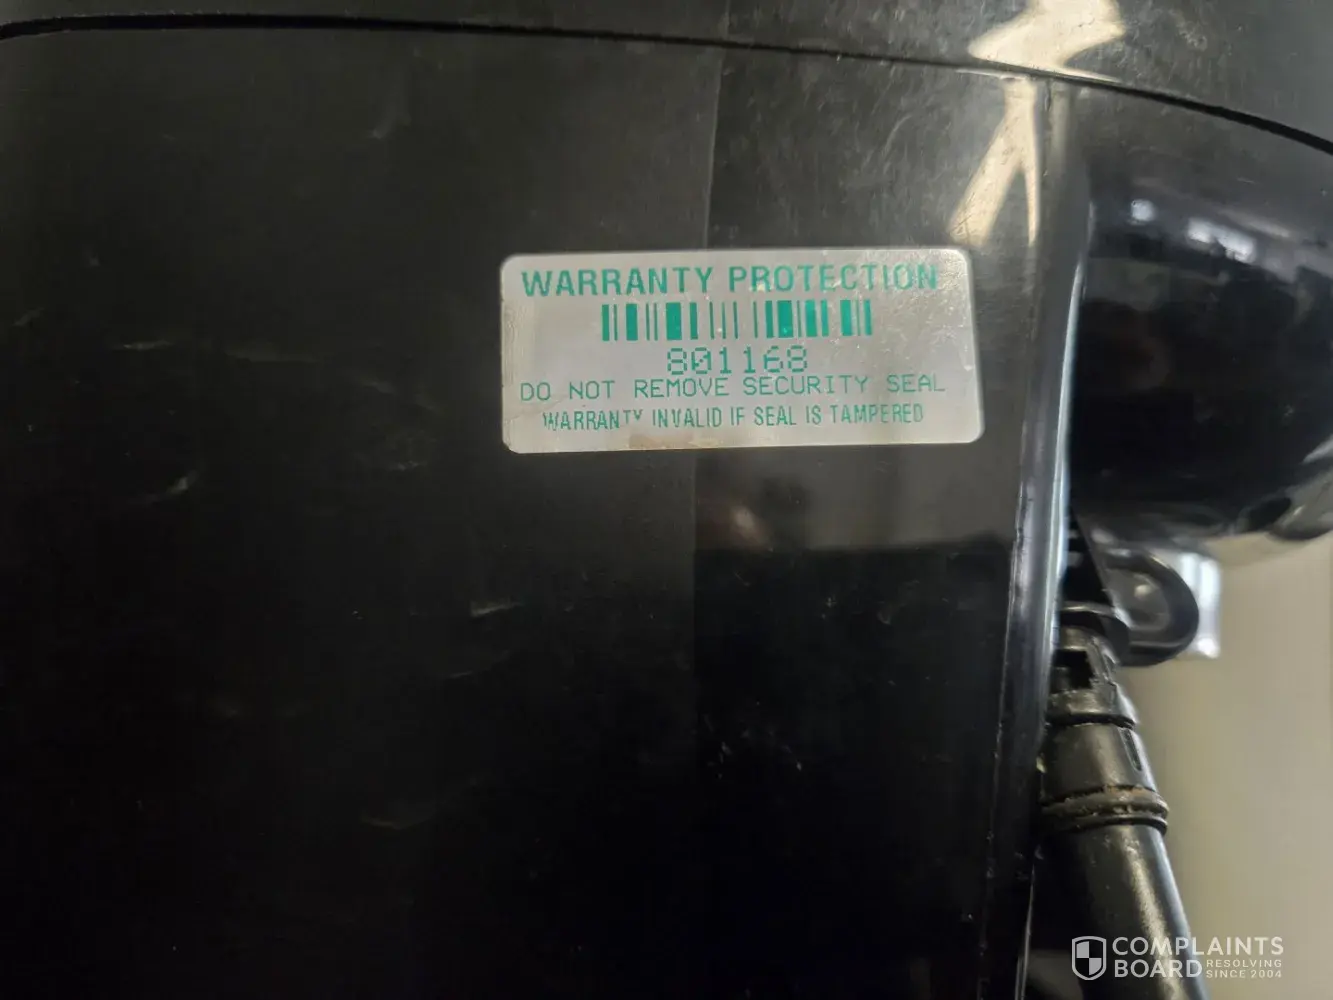 WARRANTY PROTECTION
801168
DO NOT REMOVE SECURITY SEAL
WARRANTY INVALID IF SEAL IS TAMPERED
COMPLAINTS
BOARD RESOLVING
SINCE 2004